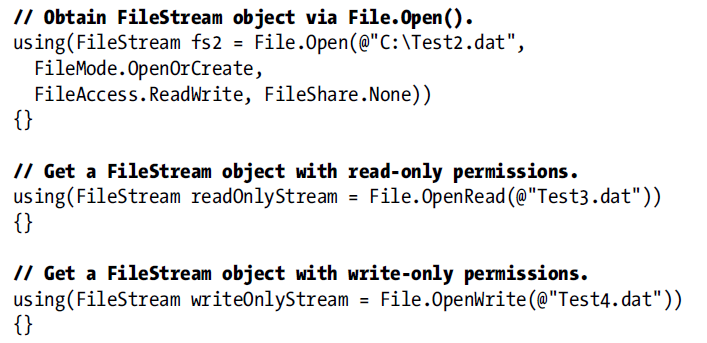 // Obtain FileStream object via File.Open().
using(FileStream fs2 = File.Open(@"C:\Test2.dat",
  FileMode.OpenOrCreate,
  FileAccess.ReadWrite, FileShare.None))
{}

// Get a FileStream object with read-only permissions.
using(FileStream readOnlyStream = File.OpenRead(@"Test3.dat"))
{}

// Get a FileStream object with write-only permissions.
using(FileStream writeOnlyStream = File.OpenWrite(@"Test4.dat"))
{}